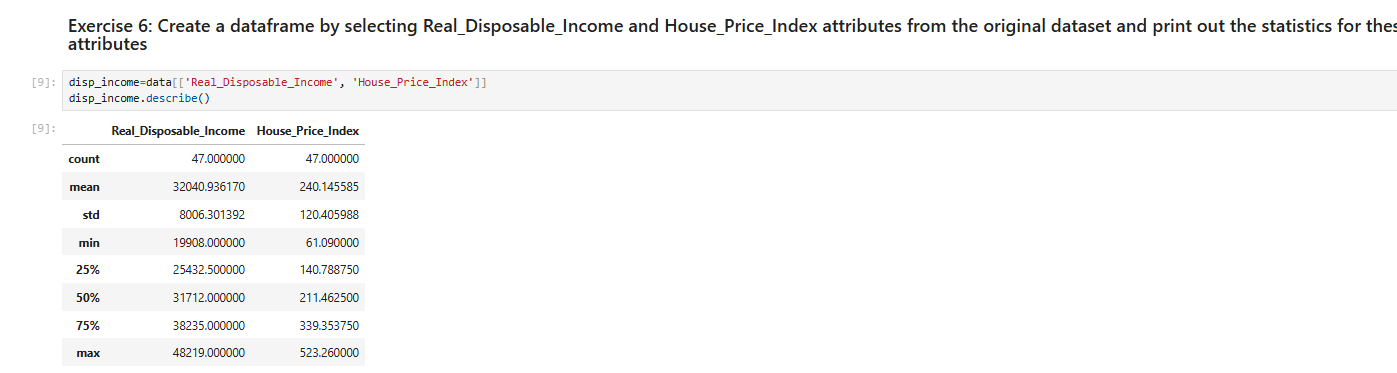 Exercise 6: Create a dataframe by selecting Real_Disposable_Income and House_Price_Index attributes from the original dataset and print out the statistics for
attributes
[9]: disp_income=data[['Real_Disposable_Income', 'House_Price_Index']]
disp_income.describe()
[9]:
Real_Disposable_Income House_Price_Index
count 47.000000 47.000000
mean 32040.936170 240.145585
std 8006.301392 120.405988
min 19908.000000 61.090000
25% 25432.500000 140.788750
50% 31712.000000 211.462500
75% 38235.000000 339.353750
max 48219.000000 523.260000